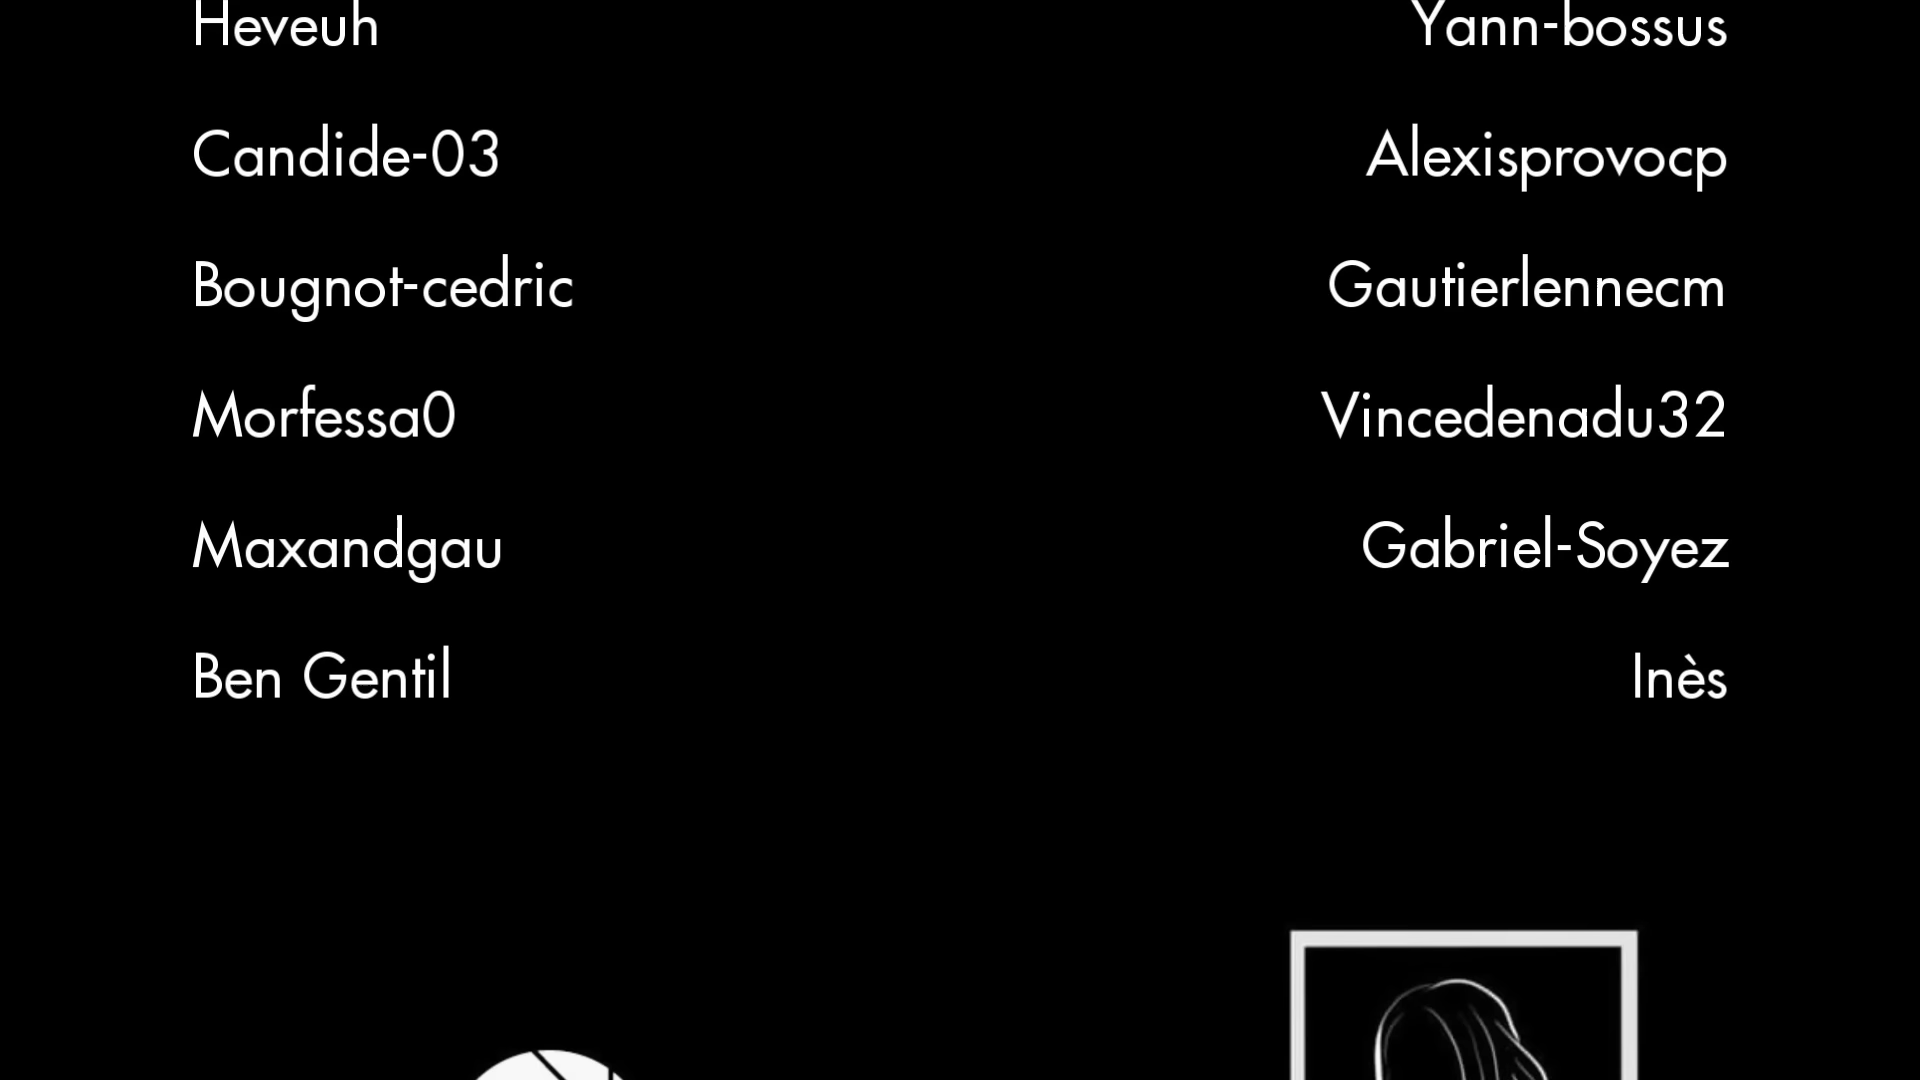 Heveuh Yann-bossus
Candide-03 Alexisprovocp
Bougnot-cedric Gautierlennecm
Morfessa0 Vincedenadu32
Maxandgau Gabriel-Soyez
Ben Gentil Inès